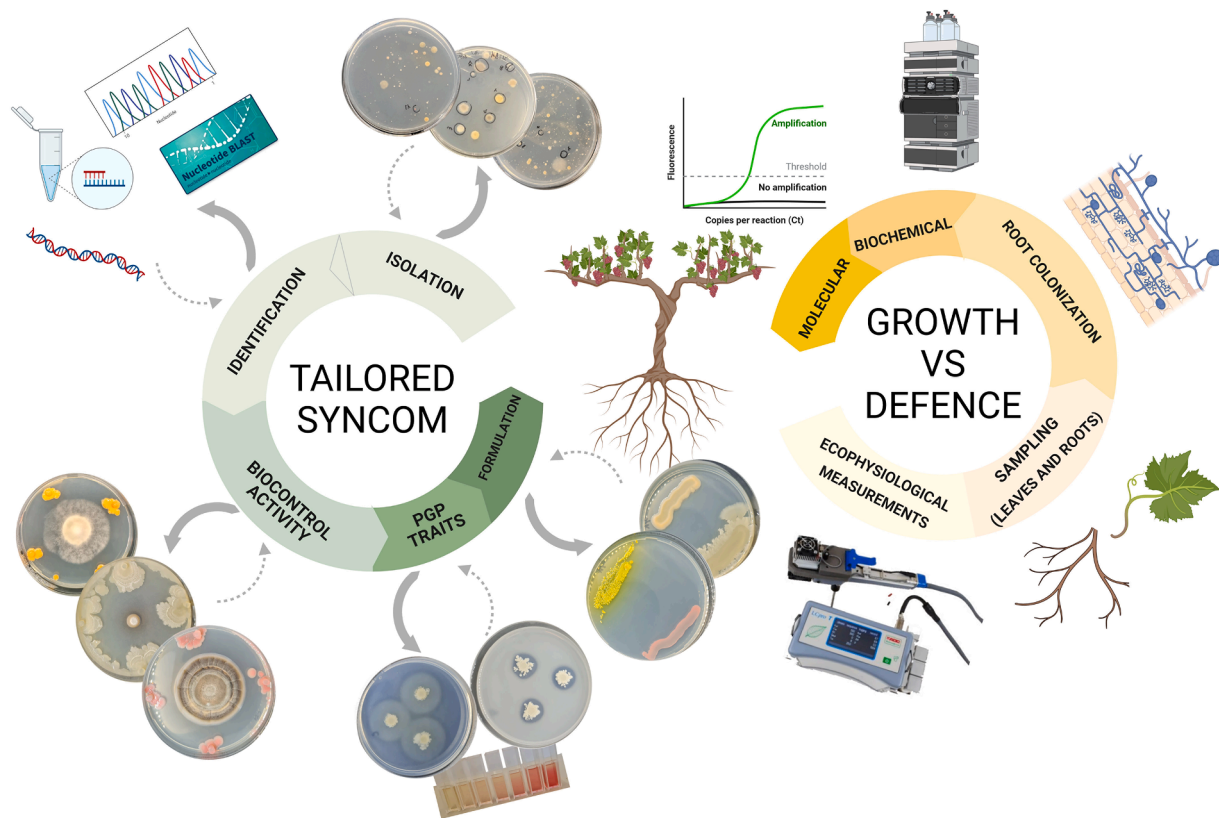 Nucleotide
Nucleotide BLAST
IDENTIFICATION
ISOLATION
TAILORED
SYNCOM
FORMULATION
BIOCONTROL
ACTIVITY
PGP
TRAITS
Fluorescence
Amplification
Threshold
No amplification
Copies per reaction (Ct)
MOLECULAR
BIOCHEMICAL
ROOT COLONIZATION
GROWTH
VS
DEFENCE
ECOPHYSIOLOGICAL
MEASUREMENTS
SAMPLING
(LEAVES AND ROOTS)